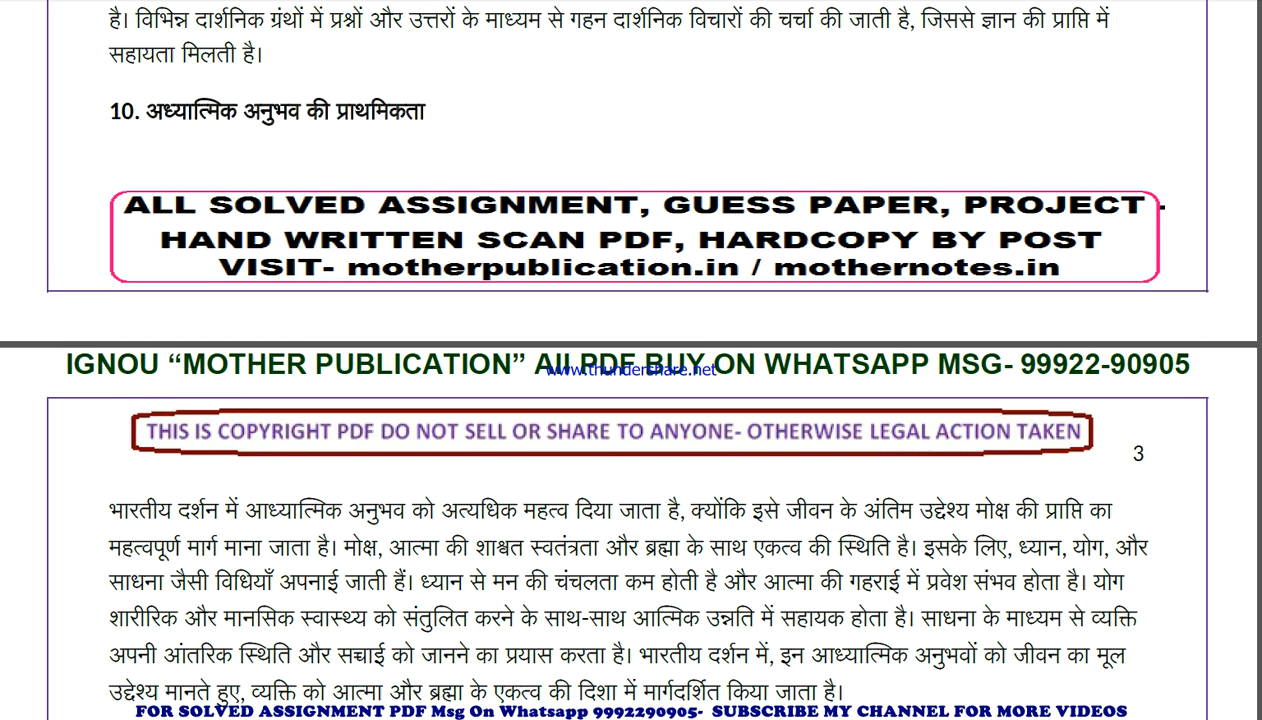 है। विभिन्न दार्शनिक ग्रंथों में प्रश्नों और उत्तरों के माध्यम से गहन दार्शनिक विचारों की चर्चा की जाती है, जिससे ज्ञान की प्राप्ति में
सहायता मिलती है।
10. अध्यात्मिक अनुभव की प्राथमिकता
ALL SOLVED ASSIGNMENT, GUESS PAPER, PROJECT -
HAND WRITTEN SCAN PDF, HARDCOPY BY POST
VISIT- motherpublication.in / mothernotes.in
IGNOU “MOTHER PUBLICATION” All PDF BUY ON WHATSAPP MSG- 99922-90905
www.thundershare.net
THIS IS COPYRIGHT PDF DO NOT SELL OR SHARE TO ANYONE- OTHERWISE LEGAL ACTION TAKEN
3
भारतीय दर्शन में आध्यात्मिक अनुभव को अत्यधिक महत्व दिया जाता है, क्योंकि इसे जीवन के अंतिम उद्देश्य मोक्ष की प्राप्ति का
महत्वपूर्ण मार्ग माना जाता है। मोक्ष, आत्मा की शाश्वत स्वतंत्रता और ब्रह्मा के साथ एकत्व की स्थिति है। इसके लिए, ध्यान, योग, और
साधना जैसी विधियाँ अपनाई जाती हैं। ध्यान से मन की चंचलता कम होती है और आत्मा की गहराई में प्रवेश संभव होता है। योग
शारीरिक और मानसिक स्वास्थ्य को संतुलित करने के साथ-साथ आत्मिक उन्नति में सहायक होता है। साधना के माध्यम से व्यक्ति
अपनी आंतरिक स्थिति और सच्चाई को जानने का प्रयास करता है। भारतीय दर्शन में, इन आध्यात्मिक अनुभवों को जीवन का मूल
उद्देश्य मानते हुए, व्यक्ति को आत्मा और ब्रह्मा के एकत्व की दिशा में मार्गदर्शित किया जाता है।
FOR SOLVED ASSIGNMENT PDF Msg On Whatsapp 9992290905- SUBSCRIBE MY CHANNEL FOR MORE VIDEOS